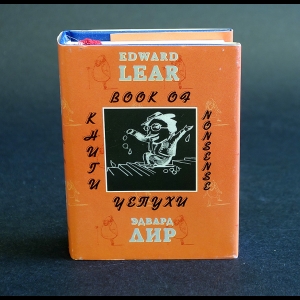 EDWARD
LEAR
BOOK OF
КНИГИ
NONSENSE
ЧЕПУХИ
ЭДВАРД
ЛИР